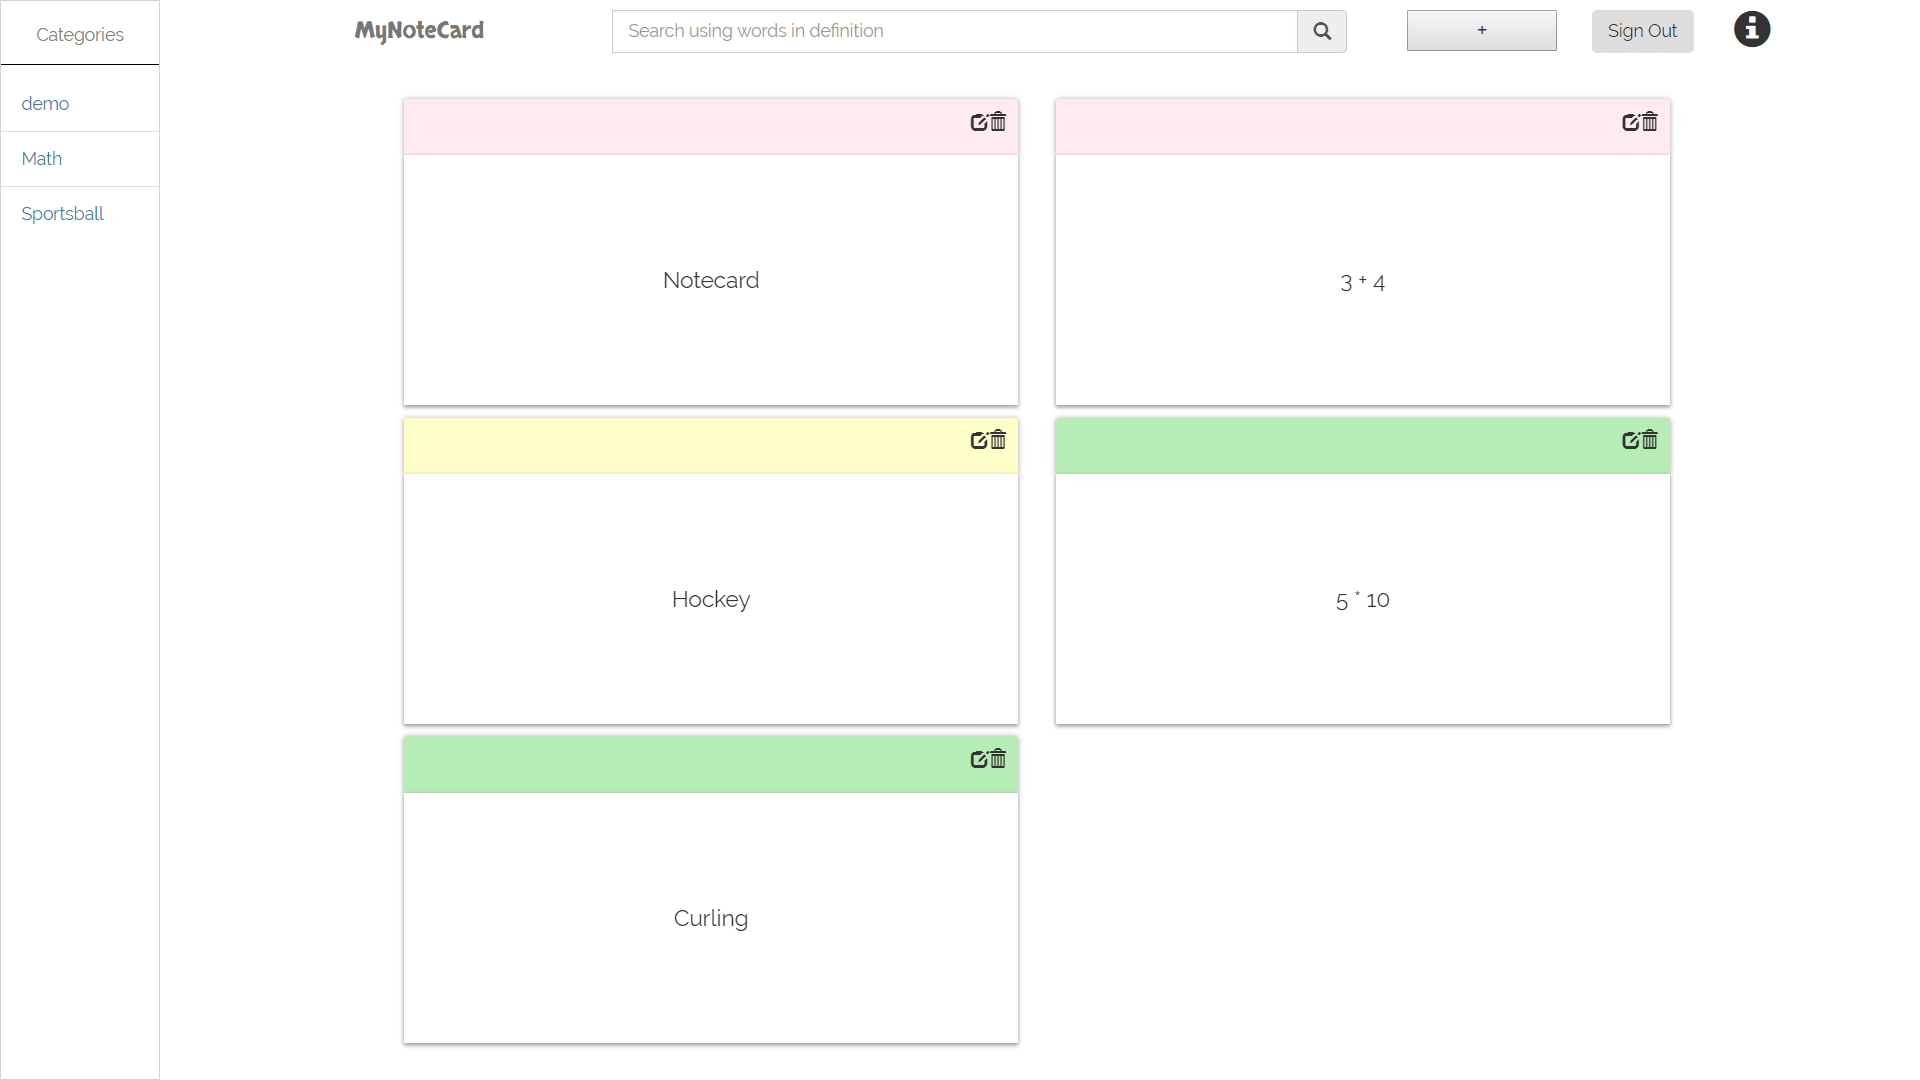 Categories
demo
Math
Sportsball
MyNoteCard
Search using words in definition
+
Sign Out
Notecard
3 + 4
Hockey
5 * 10
Curling